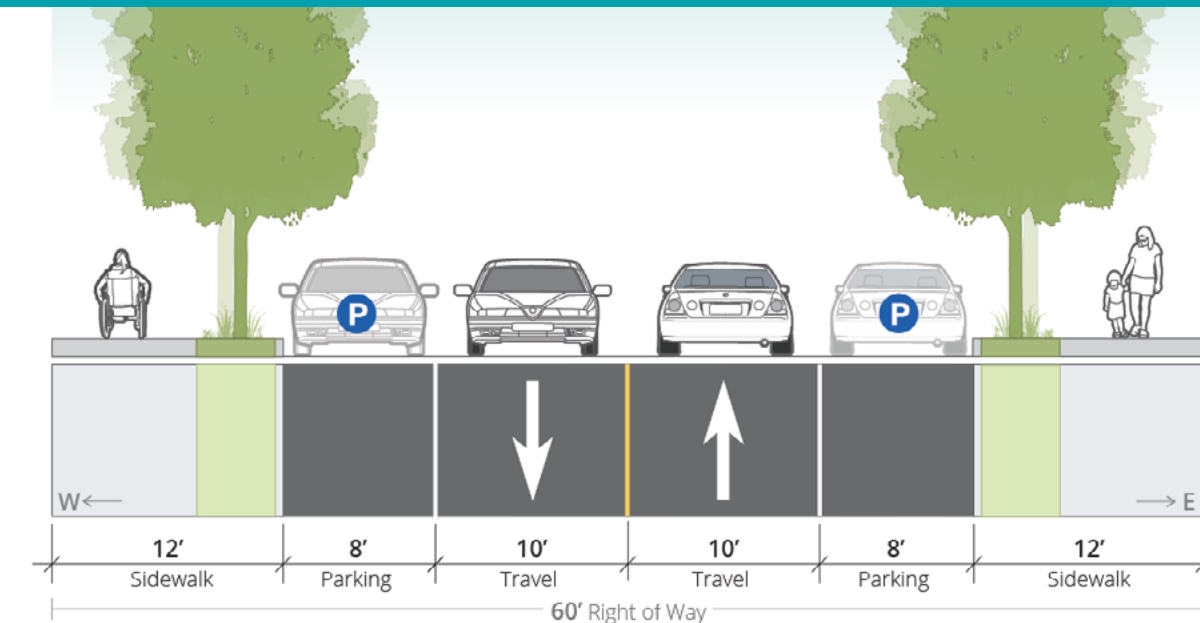 P
P
W
E
12′ 8′ 10′ 10′ 8′ 12′
Sidewalk Parking Travel Travel Parking Sidewalk
60′ Right of Way